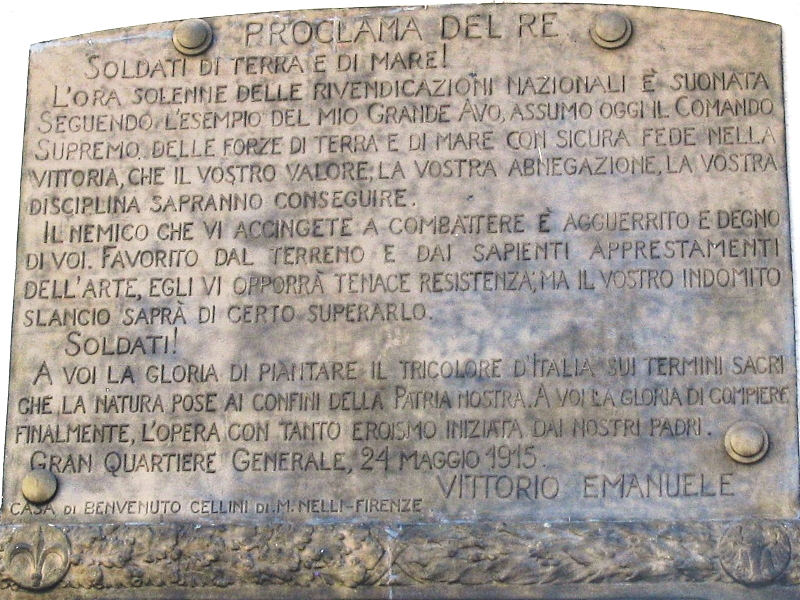 PROCLAMA DEL RE
SOLDATI DI TERRA E DI MARE!
L'ORA SOLENNE DELLE RIVENDICAZIONI NAZIONALI È SUONATA
SEGUENDO L'ESEMPIO DEL MIO GRANDE AVO, ASSUMO OGGI IL COMANDO
SUPREMO DELLE FORZE DI TERRA E DI MARE CON SICURA FEDE NELLA
VITTORIA, CHE IL VOSTRO VALORE, LA VOSTRA ABNEGAZIONE, LA VOSTRA
DISCIPLINA SAPRANNO CONSEGUIRE.
IL NEMICO CHE VI ACCINGETE A COMBATTERE È AGGUERRITO E DEGNO
DI VOI. FAVORITO DAL TERRENO E DAI SAPIENTI APPRESTAMENTI
DELL'ARTE, EGLI VI OPPORRÀ TENACE RESISTENZA; MA IL VOSTRO INDOMITO
SLANCIO SAPRÀ DI CERTO SUPERARLO.
SOLDATI!
A VOI LA GLORIA DI PIANTARE IL TRICOLORE D'ITALIA SUI TERMINI SACRI
CHE LA NATURA POSE AI CONFINI DELLA PATRIA NOSTRA. A VOI LA GLORIA DI COMPIERE
FINALMENTE, L'OPERA CON TANTO EROISMO INIZIATA DAI NOSTRI PADRI.
GRAN QUARTIERE GENERALE, 24 MAGGIO 1915.
VITTORIO EMANUELE
CASA DI BENVENUTO CELLINI DI M. NELLI-FIRENZE